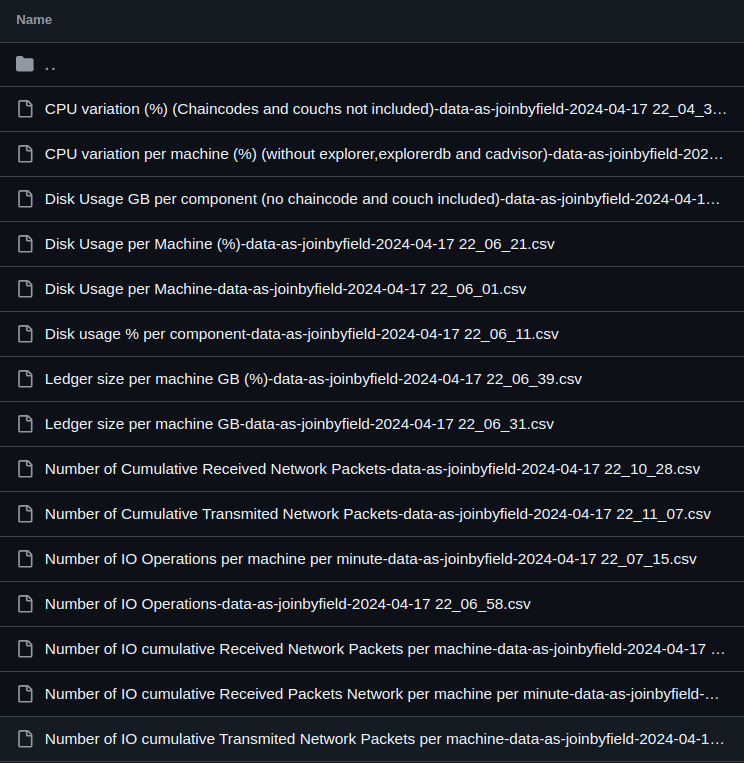 Name
..
CPU variation (%) (Chaincodes and couchs not included)-data-as-joinbyfield-2024-04-17 22_04_3…
CPU variation per machine (%) (without explorer,explorerdb and cadvisor)-data-as-joinbyfield-202…
Disk Usage GB per component (no chaincode and couch included)-data-as-joinbyfield-2024-04-1…
Disk Usage per Machine (%)-data-as-joinbyfield-2024-04-17 22_06_21.csv
Disk Usage per Machine-data-as-joinbyfield-2024-04-17 22_06_01.csv
Disk usage % per component-data-as-joinbyfield-2024-04-17 22_06_11.csv
Ledger size per machine GB (%)-data-as-joinbyfield-2024-04-17 22_06_39.csv
Ledger size per machine GB-data-as-joinbyfield-2024-04-17 22_06_31.csv
Number of Cumulative Received Network Packets-data-as-joinbyfield-2024-04-17 22_10_28.csv
Number of Cumulative Transmited Network Packets-data-as-joinbyfield-2024-04-17 22_11_07.csv
Number of IO Operations per machine per minute-data-as-joinbyfield-2024-04-17 22_07_15.csv
Number of IO Operations-data-as-joinbyfield-2024-04-17 22_06_58.csv
Number of IO cumulative Received Network Packets per machine-data-as-joinbyfield-2024-04-17 …
Number of IO cumulative Received Packets Network per machine per minute-data-as-joinbyfield-…
Number of IO cumulative Transmited Network Packets per machine-data-as-joinbyfield-2024-04-1…